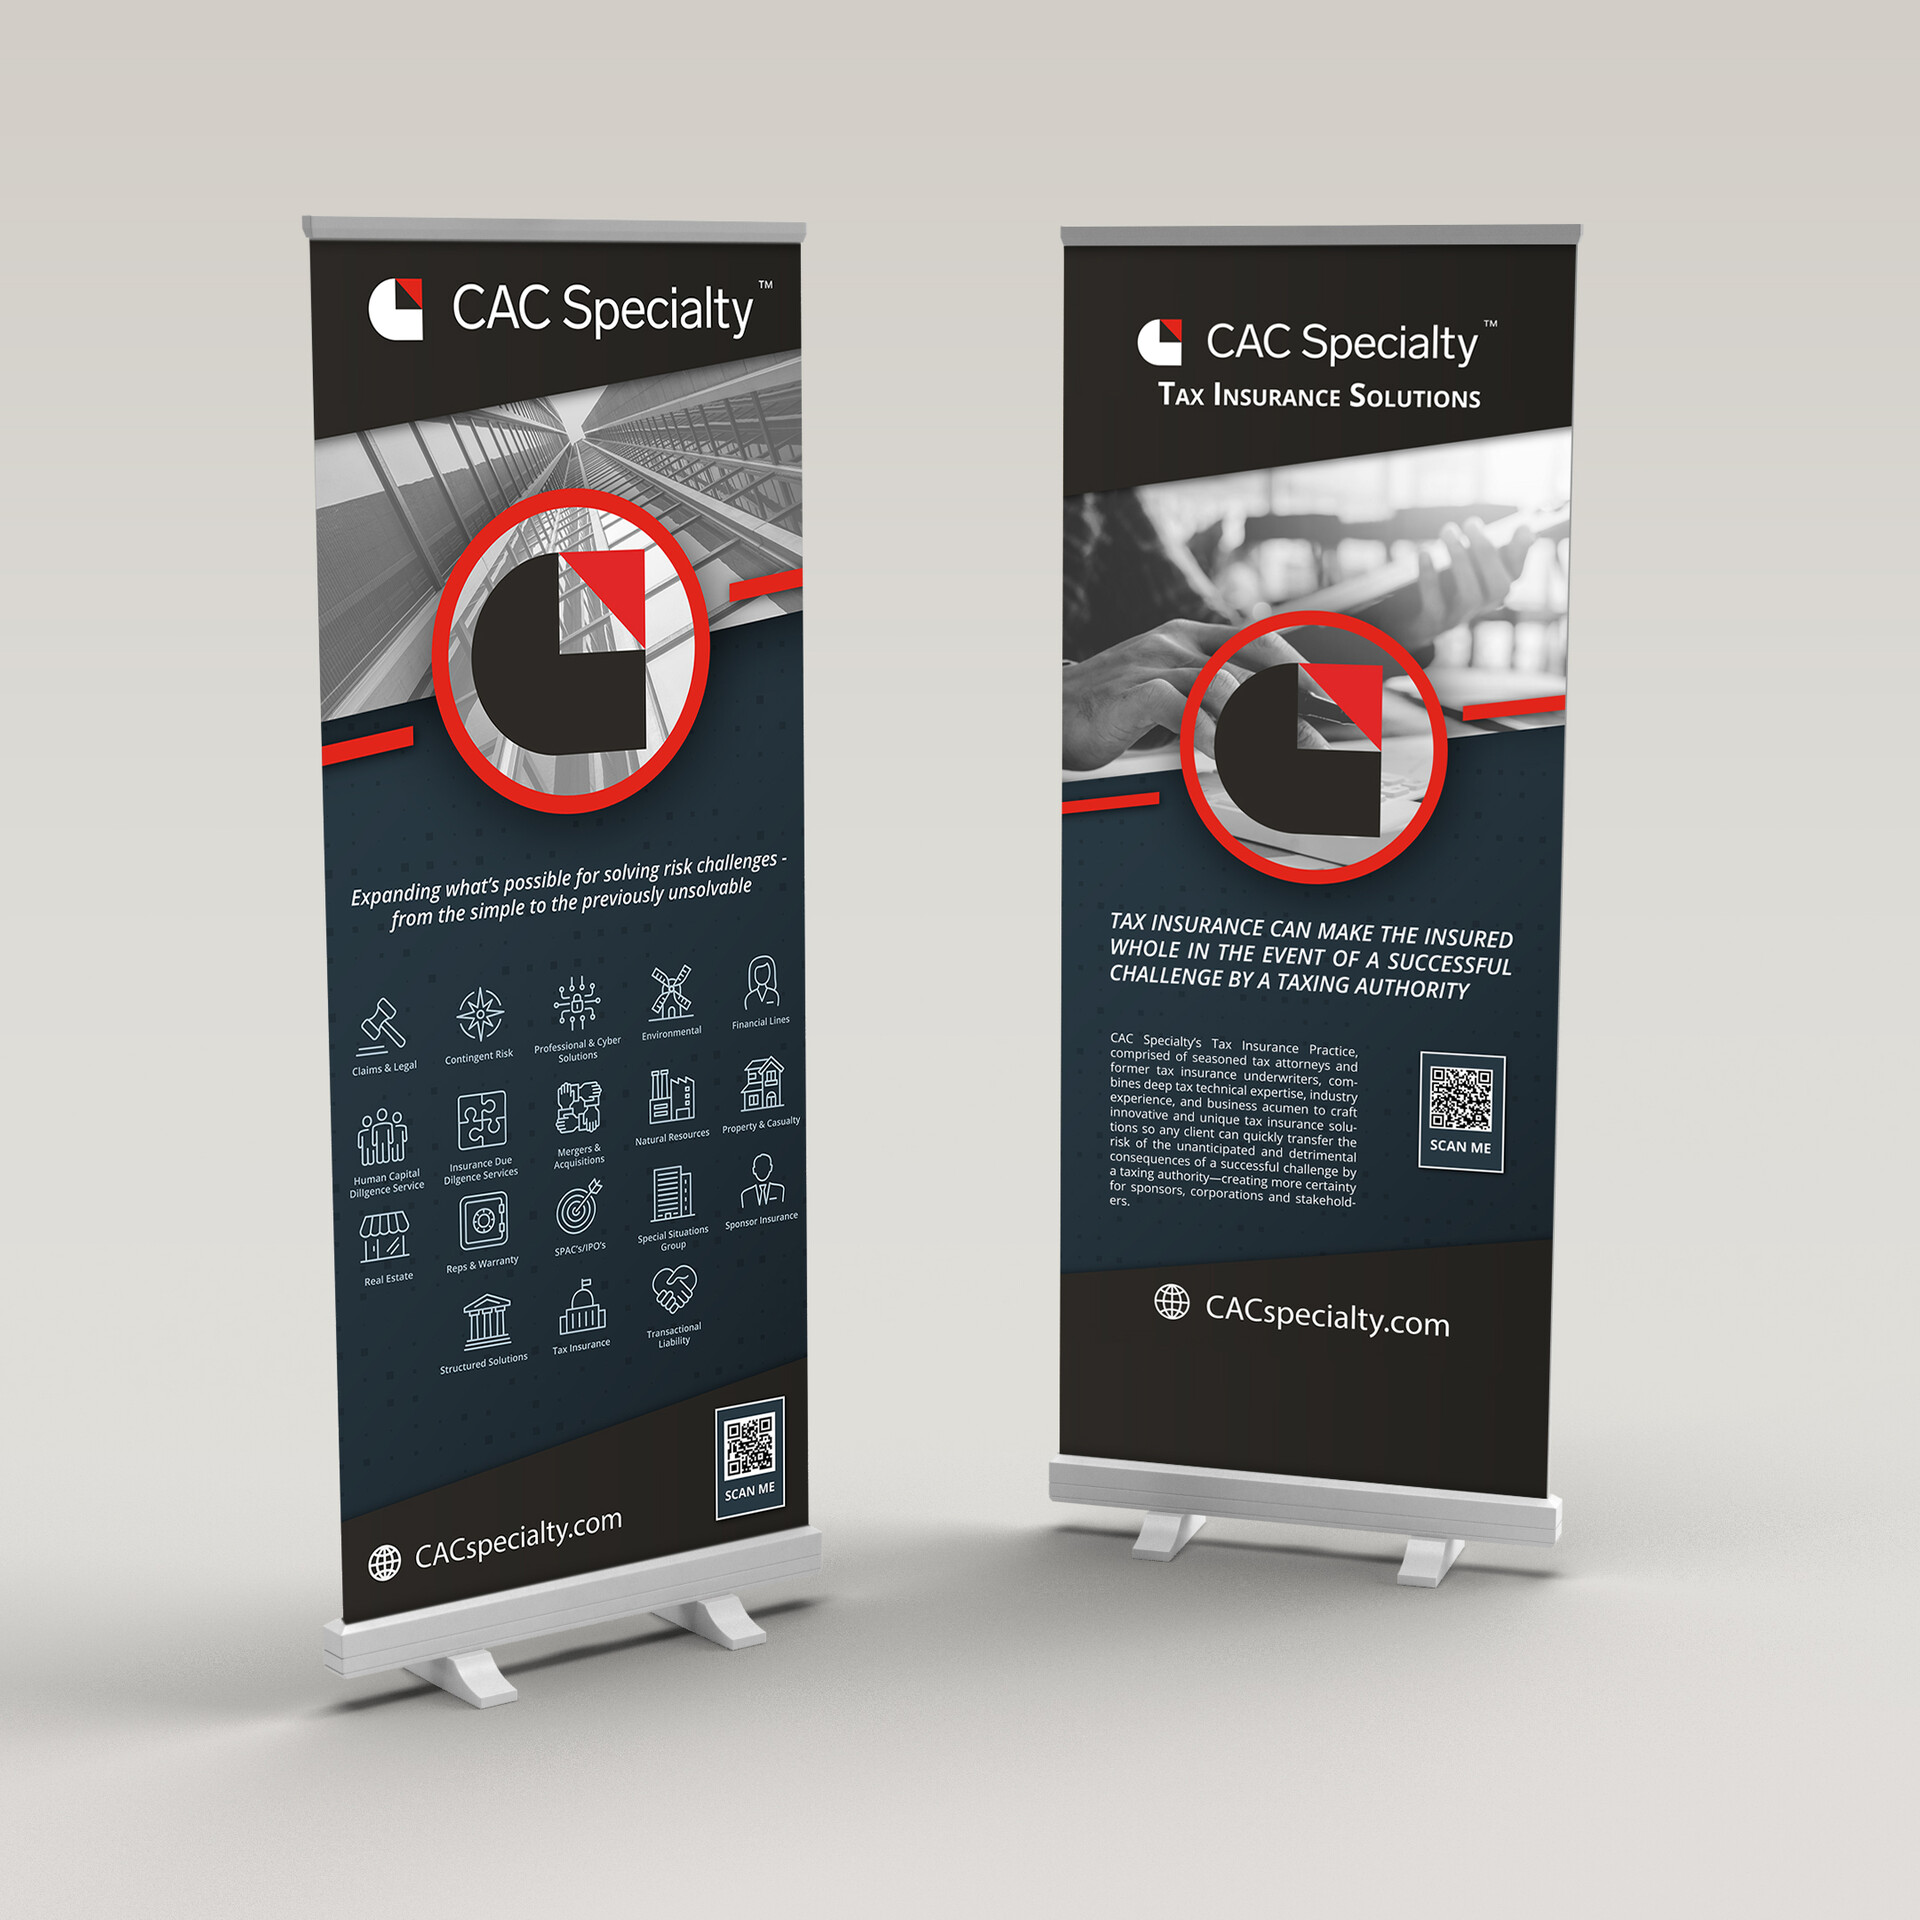 CAC Specialty™
Expanding what's possible for solving risk challenges -
from the simple to the previously unsolvable
Claims & Legal
Contingent Risk
Professional & Cyber
Solutions
Environmental
Financial Lines
Human Capital
Diligence Service
Insurance Due
Dilgence Services
Mergers &
Acquisitions
Natural Resources
Property & Casualty
Real Estate
Reps & Warranty
SPAC's/IPO's
Special Situations
Group
Sponsor Insurance
Structured Solutions
Tax Insurance
Transactional
Liability
SCAN ME
CACspecialty.com
CAC Specialty™
Tax Insurance Solutions
TAX INSURANCE CAN MAKE THE INSURED
WHOLE IN THE EVENT OF A SUCCESSFUL
CHALLENGE BY A TAXING AUTHORITY
CAC Specialty's Tax Insurance Practice,
comprised of seasoned tax attorneys and
former tax insurance underwriters, com-
bines deep tax technical expertise, industry
experience, and business acumen to craft
innovative and unique tax insurance solu-
tions so any client can quickly transfer the
risk of the unanticipated and detrimental
consequences of a successful challenge by
a taxing authority—creating more certainty
for sponsors, corporations and stakehold-
ers.
SCAN ME
CACspecialty.com